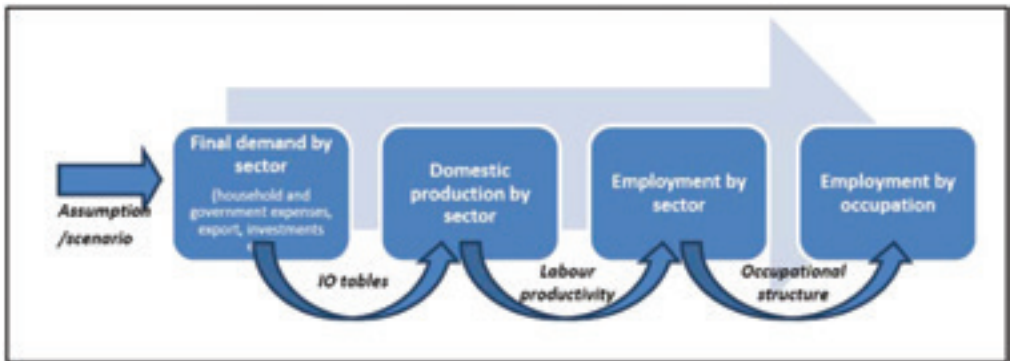 Final demand by
sector
(household and
government expenses,
export, investments
Domestic
production by
sector
Employment by
sector
Employment by
occupation
Assumption
/scenario
IO tables
Labour
productivity
Occupational
structure